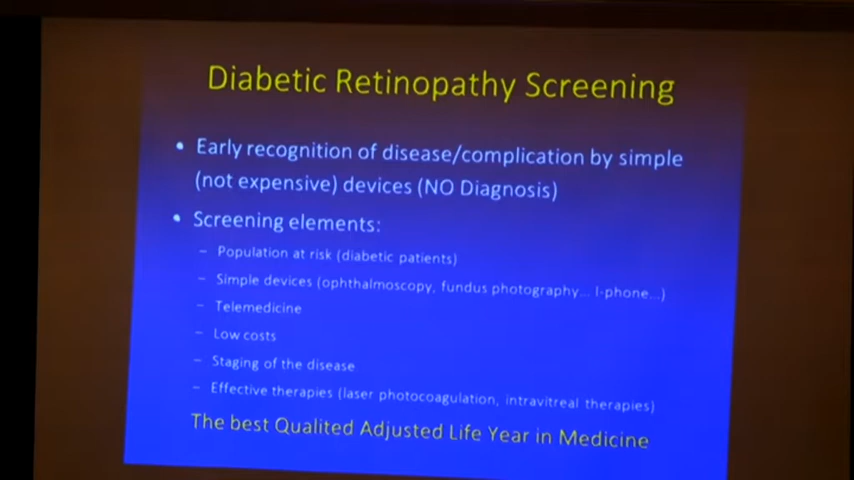 Diabetic Retinopathy Screening
• Early recognition of disease/complication by simple
(not expensive) devices (NO Diagnosis)
• Screening elements:
– Population at risk (diabetic patients)
– Simple devices (ophthalmoscopy, fundus photography... I-phone...)
– Telemedicine
– Low costs
– Staging of the disease
– Effective therapies (laser photocoagulation, intravitreal therapies)
The best Qualited Adjusted Life Year in Medicine